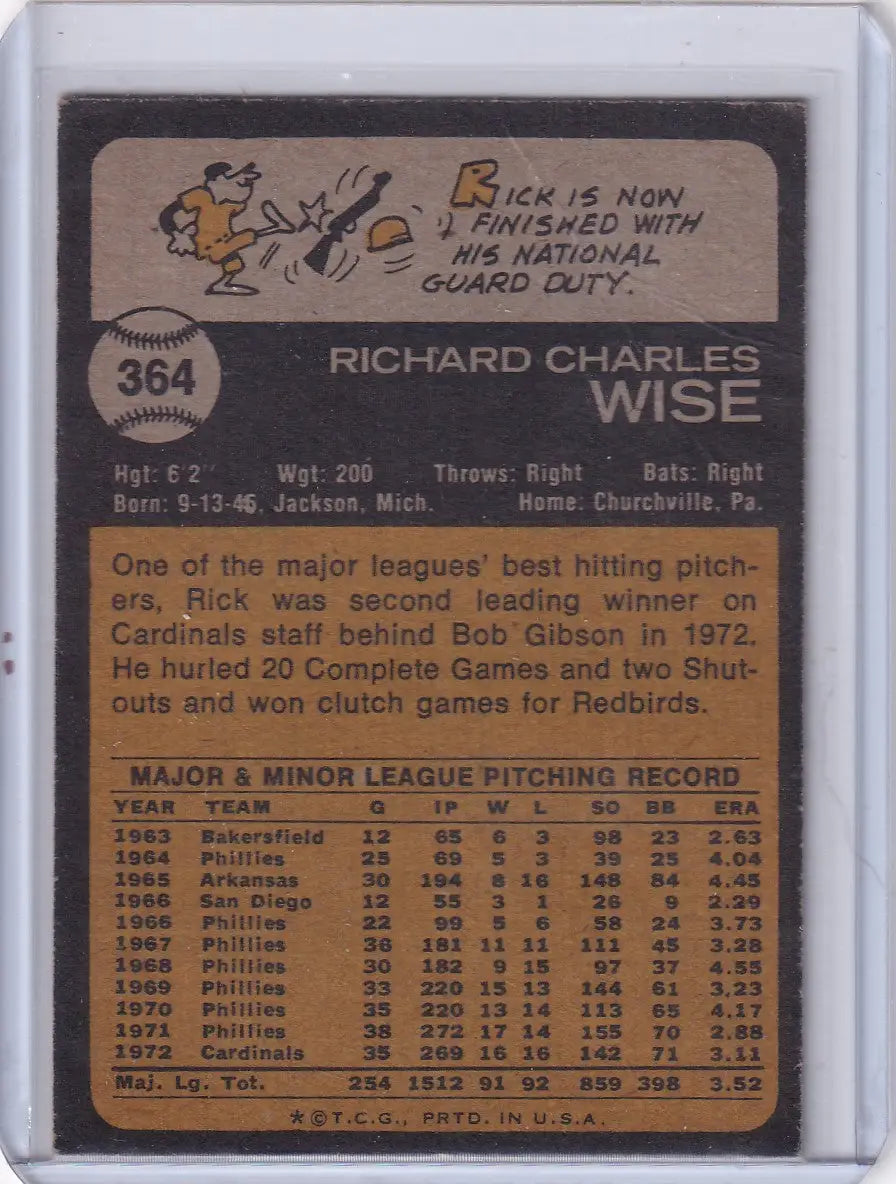 RICK IS NOW
FINISHED WITH
HIS NATIONAL
GUARD DUTY.
364
RICHARD CHARLES
WISE
Hgt: 6'2" Wgt: 200 Throws: Right Bats: Right
Born: 9-13-45, Jackson, Mich. Home: Churchville, Pa.
One of the major leagues' best hitting pitch-
ers, Rick was second leading winner on
Cardinals staff behind Bob Gibson in 1972.
He hurled 20 Complete Games and two Shut-
outs and won clutch games for Redbirds.
MAJOR & MINOR LEAGUE PITCHING RECORD
YEAR TEAM G IP W L SO BB ERA
1963 Bakersfield 12 65 6 3 98 23 2.63
1964 Phillies 25 69 5 3 39 25 4.04
1965 Arkansas 30 194 8 16 148 84 4.45
1966 San Diego 12 55 3 1 26 9 2.29
1966 Phillies 22 99 5 6 58 24 3.73
1967 Phillies 36 181 11 11 111 45 3.28
1968 Phillies 30 182 9 15 97 37 4.55
1969 Phillies 33 220 15 13 144 61 3.23
1970 Phillies 35 220 13 14 113 65 4.17
1971 Phillies 38 272 17 14 155 70 2.88
1972 Cardinals 35 269 16 16 142 71 3.11
Maj. Lg. Tot. 254 1512 91 92 859 398 3.52
*©T.C.G., PRTD. IN U.S.A.